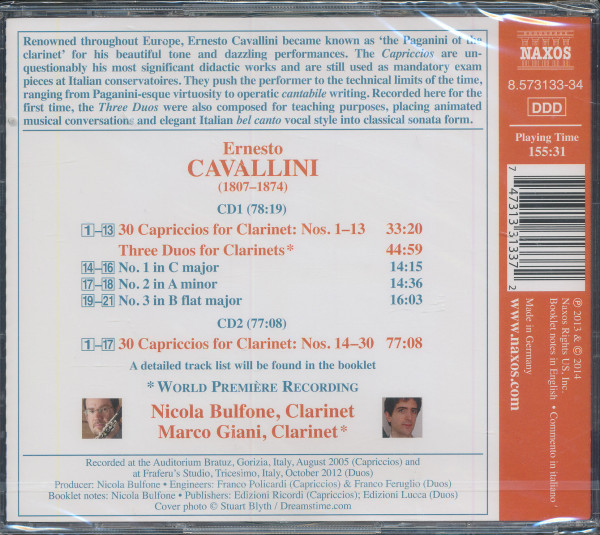 Renowned throughout Europe, Ernesto Cavallini became known as ‘the Paganini of the
clarinet’ for his beautiful tone and dazzling performances. The Capriccios are un-
questionably his most significant didactic works and are still used as mandatory exam
pieces at Italian conservatoires. They push the performer to the technical limits of the time,
ranging from Paganini-esque virtuosity to operatic cantabile writing. Recorded here for the
first time, the Three Duos were also composed for teaching purposes, placing animated
musical conversations and elegant Italian bel canto vocal style into classical sonata form.
Ernesto
CAVALLINI
(1807–1874)
CD1 (78:19)
1–13 30 Capriccios for Clarinet: Nos. 1–13 33:20
Three Duos for Clarinets* 44:59
14–16 No. 1 in C major 14:15
17–18 No. 2 in A minor 14:36
19–21 No. 3 in B flat major 16:03
CD2 (77:08)
1–17 30 Capriccios for Clarinet: Nos. 14–30 77:08
A detailed track list will be found in the booklet
* WORLD PREMIÈRE RECORDING
Nicola Bulfone, Clarinet
Marco Giani, Clarinet*
Recorded at the Auditorium Bratuz, Gorizia, Italy, August 2005 (Capriccios) and
at Fraferu’s Studio, Tricesimo, Italy, October 2012 (Duos)
Producer: Nicola Bulfone • Engineers: Franco Policardi (Capriccios) & Franco Feruglio (Duos)
Booklet notes: Nicola Bulfone • Publishers: Edizioni Ricordi (Capriccios); Edizioni Lucca (Duos)
Cover photo © Stuart Blyth / Dreamstime.com
NAXOS
8.573133-34
DDD
Playing Time
155:31
7 47313 31337 2
℗ 2013 & © 2014
Naxos Rights US, Inc.
Booklet notes in English • Commento in italiano
Made in Germany
www.naxos.com